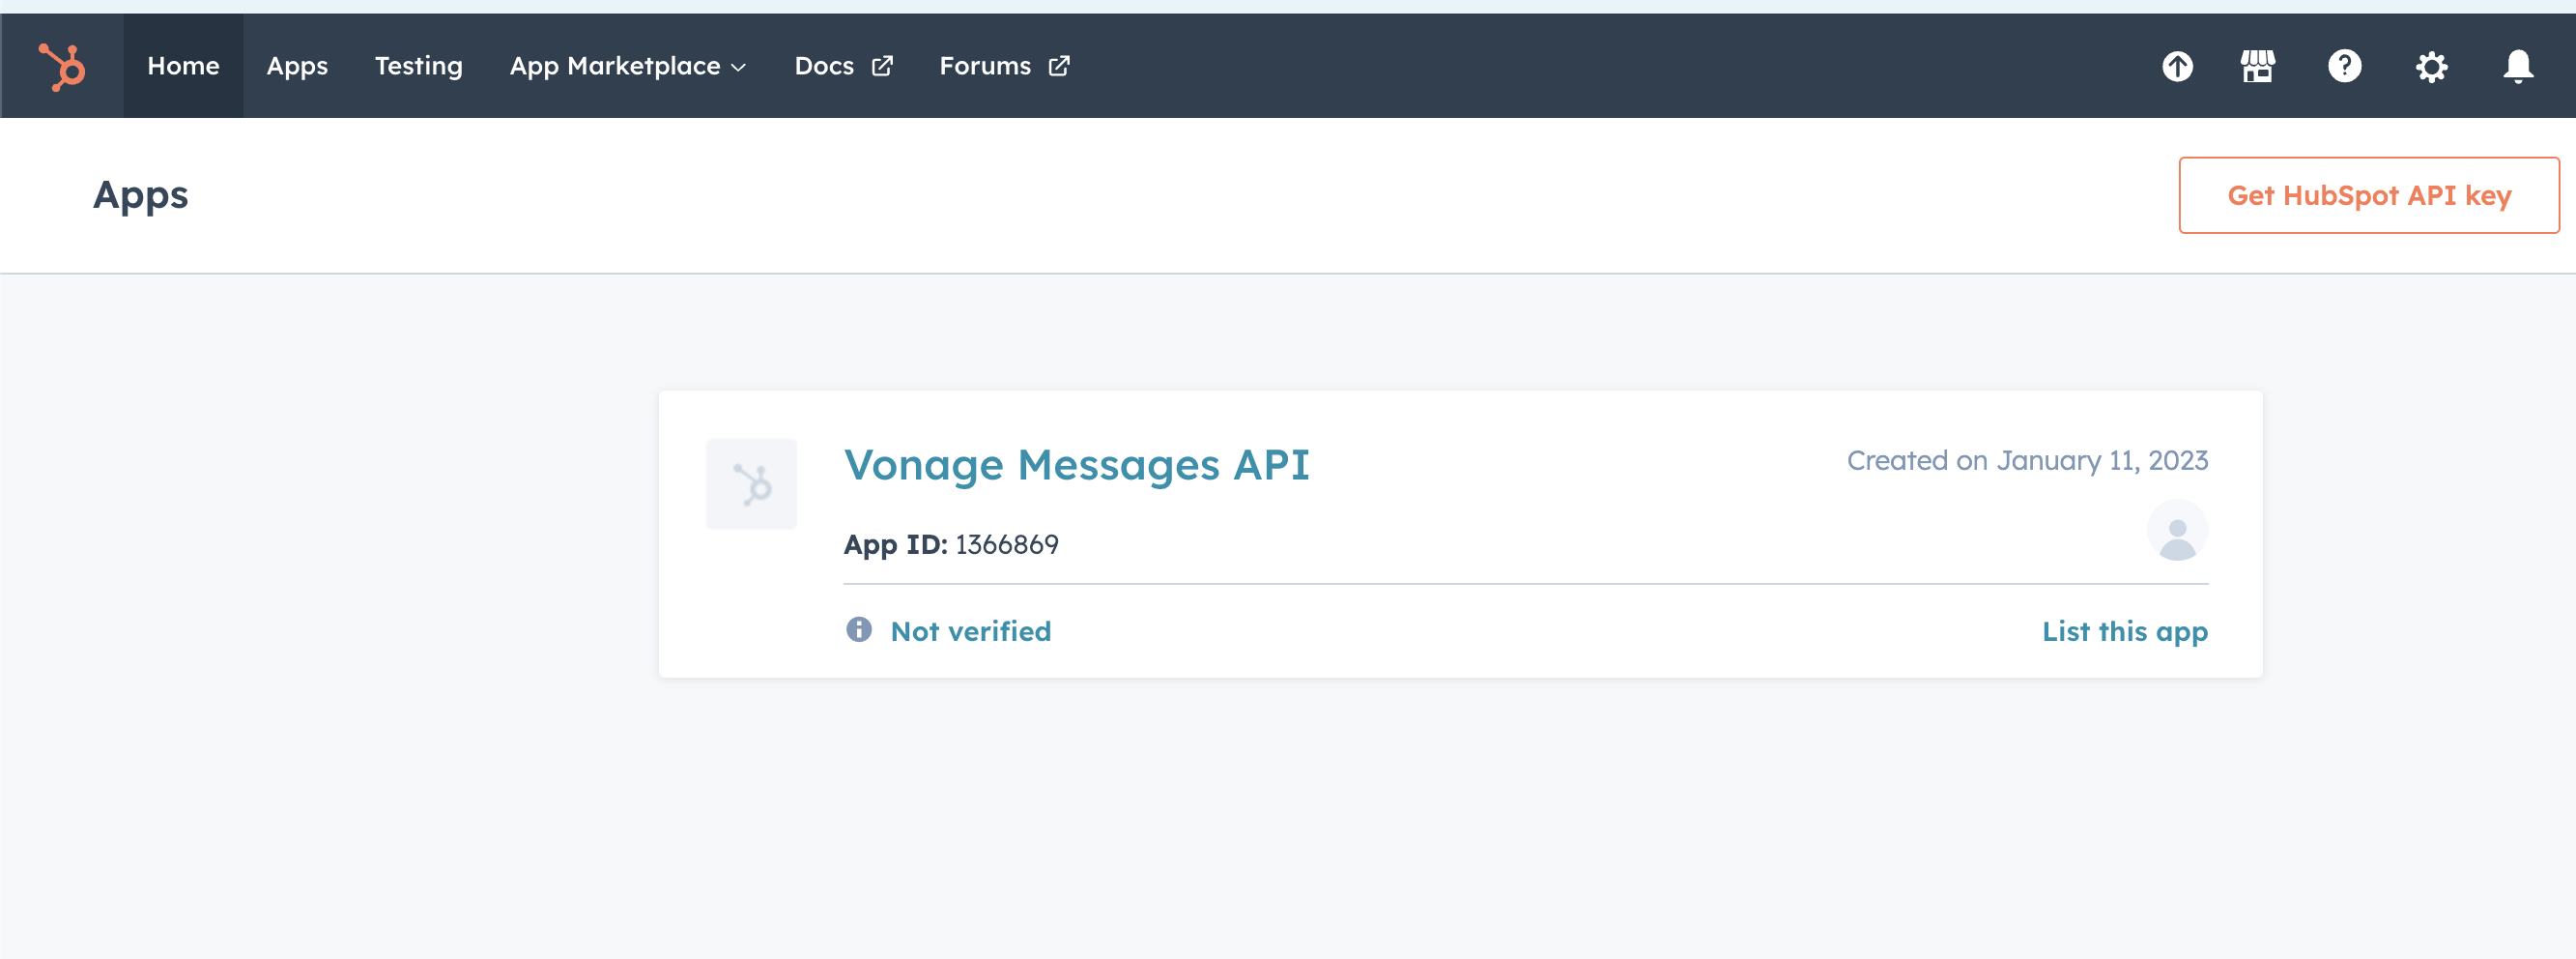 Home Apps Testing App Marketplace Docs Forums
Apps
Get HubSpot API key
Vonage Messages API
Created on January 11, 2023
App ID: 1366869
Not verified
List this app